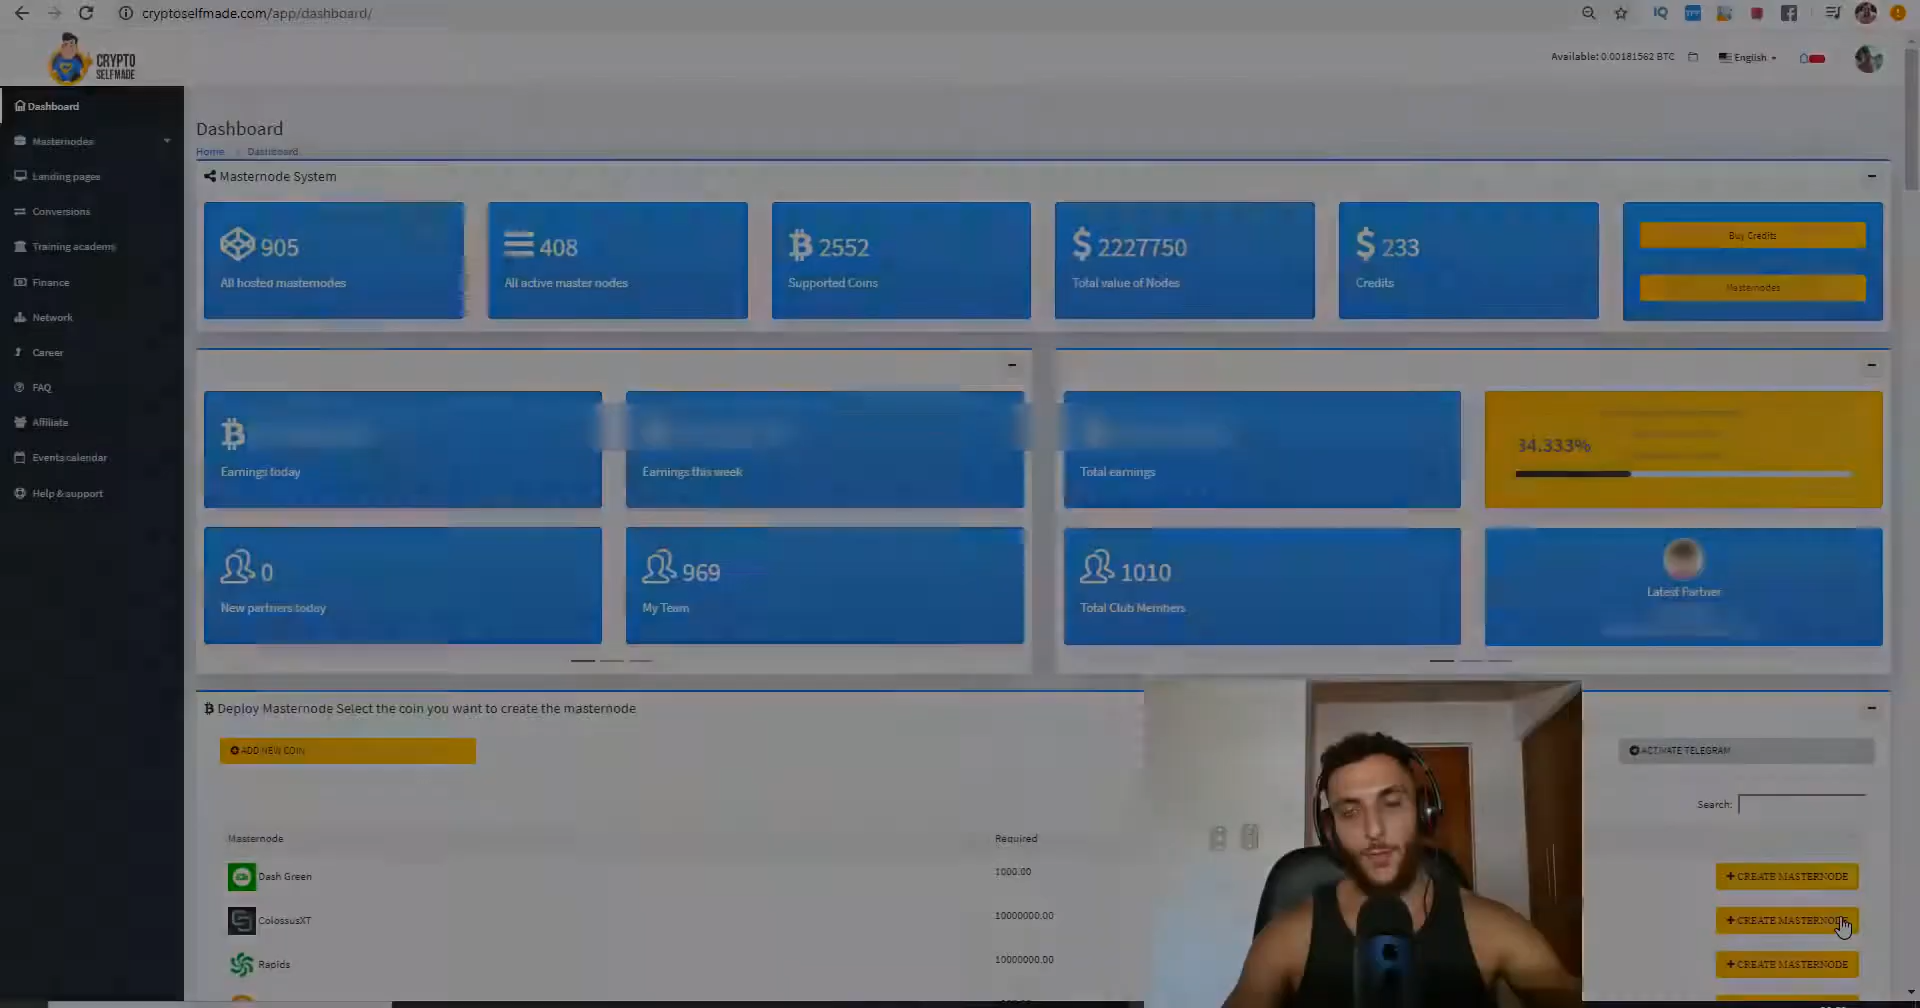 cryptoselfmade.com/app/dashboard/
CRYPTO
SELFMADE
Available: 0.00181562 BTC
English
Dashboard
Masternodes
Landing pages
Conversions
Training academy
Finance
Network
Career
FAQ
Affiliate
Events calendar
Help & support
Dashboard
Home
Dashboard
Masternode System
905
All hosted masternodes
408
All active master nodes
2552
Supported Coins
$ 2227750
Total value of Nodes
$ 233
Credits
Buy Credits
Masternodes
Earnings today
Earnings this week
Total earnings
34.333%
0
New partners today
969
My Team
1010
Total Club Members
Latest Partner
Deploy Masternode Select the coin you want to create the masternode
ADD NEW COIN
ACTIVATE TELEGRAM
Search:
Masternode
Required
Dash Green
1000.00
+ CREATE MASTERNODE
ColossusXT
10000000.00
+ CREATE MASTERNODE
Rapids
10000000.00
+ CREATE MASTERNODE